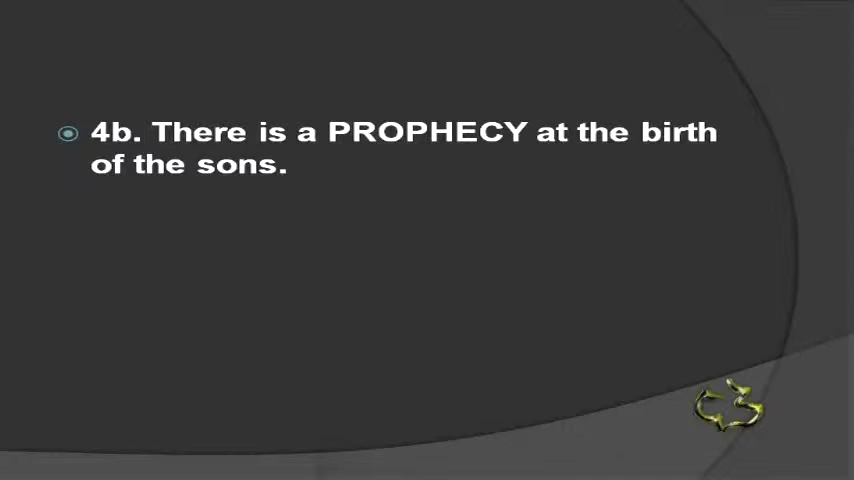 4b. There is a PROPHECY at the birth
of the sons.